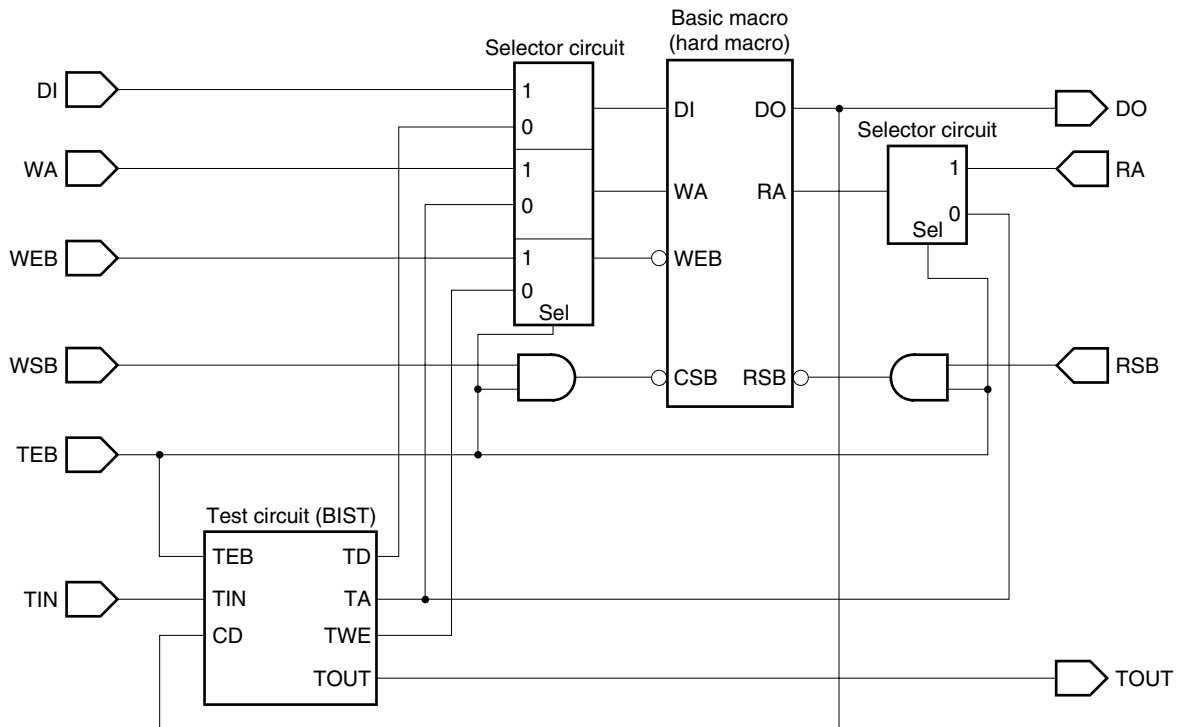 Basic macro
(hard macro)
Selector circuit
DI
1
0
DI
DO
DO
Selector circuit
WA
1
0
WA
RA
1
0
Sel
RA
WEB
1
0
Sel
WEB
WSB
CSB
RSB
RSB
TEB
Test circuit (BIST)
TEB
TD
TIN
TIN
TA
CD
TWE
TOUT
TOUT